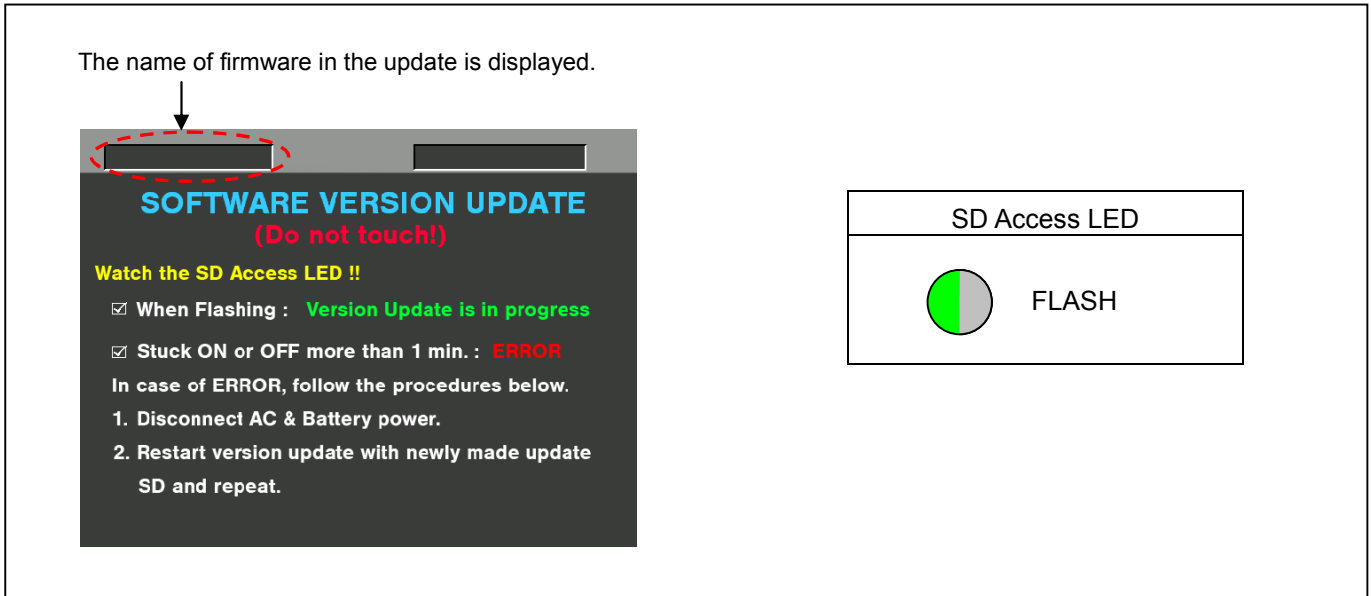 The name of firmware in the update is displayed.
SOFTWARE VERSION UPDATE
(Do not touch!)
Watch the SD Access LED !!
☑ When Flashing : Version Update is in progress
☑ Stuck ON or OFF more than 1 min. : ERROR
In case of ERROR, follow the procedures below.
1. Disconnect AC & Battery power.
2. Restart version update with newly made update
SD and repeat.
SD Access LED
FLASH